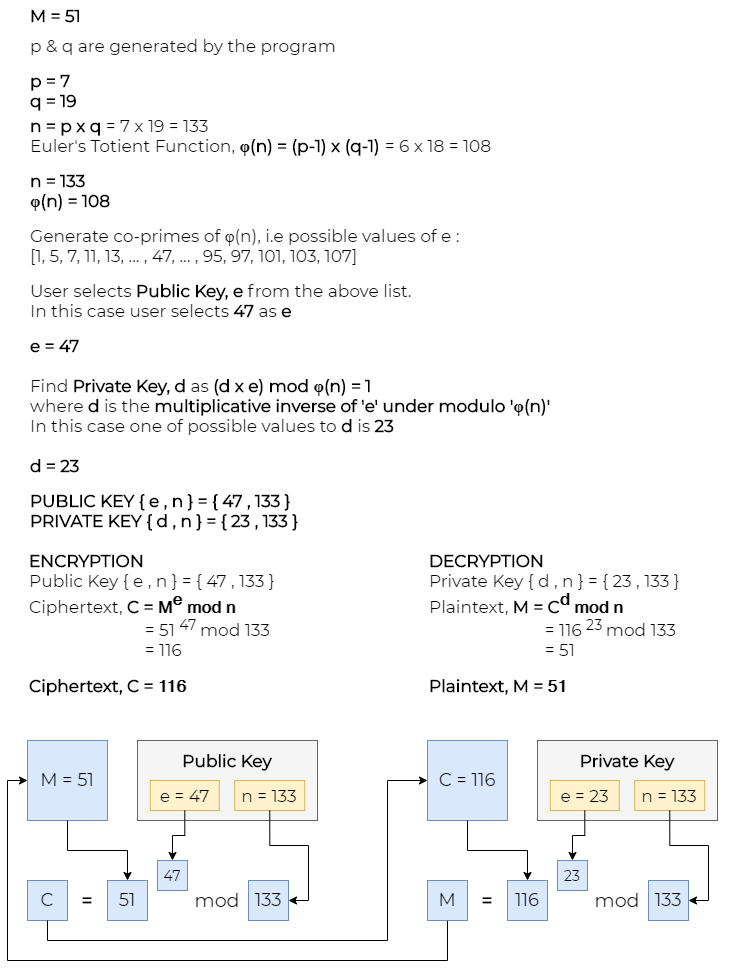 M = 51
p & q are generated by the program
p = 7
q = 19
n = p x q = 7 x 19 = 133
Euler's Totient Function, φ(n) = (p-1) x (q-1) = 6 x 18 = 108
n = 133
φ(n) = 108
Generate co-primes of φ(n), i.e possible values of e :
[1, 5, 7, 11, 13, ... , 47, ... , 95, 97, 101, 103, 107]
User selects Public Key, e from the above list.
In this case user selects 47 as e
e = 47
Find Private Key, d as (d x e) mod φ(n) = 1
where d is the multiplicative inverse of 'e' under modulo 'φ(n)'
In this case one of possible values to d is 23
d = 23
PUBLIC KEY { e , n } = { 47 , 133 }
PRIVATE KEY { d , n } = { 23 , 133 }
ENCRYPTION
Public Key { e , n } = { 47 , 133 }
Ciphertext, C = M^e mod n
= 51 ^47 mod 133
= 116
Ciphertext, C = 116
DECRYPTION
Private Key { d , n } = { 23 , 133 }
Plaintext, M = C^d mod n
= 116 ^23 mod 133
= 51
Plaintext, M = 51
M = 51
Public Key
e = 47
n = 133
47
C = 51 mod 133
C = 116
Private Key
e = 23
n = 133
23
M = 116 mod 133